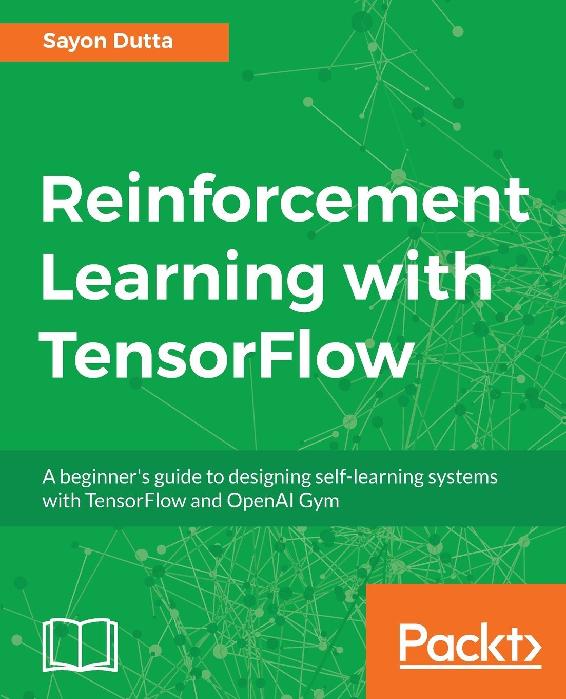 Sayon Dutta
Reinforcement
Learning with
TensorFlow
A beginner's guide to designing self-learning systems
with TensorFlow and OpenAI Gym
Packt>